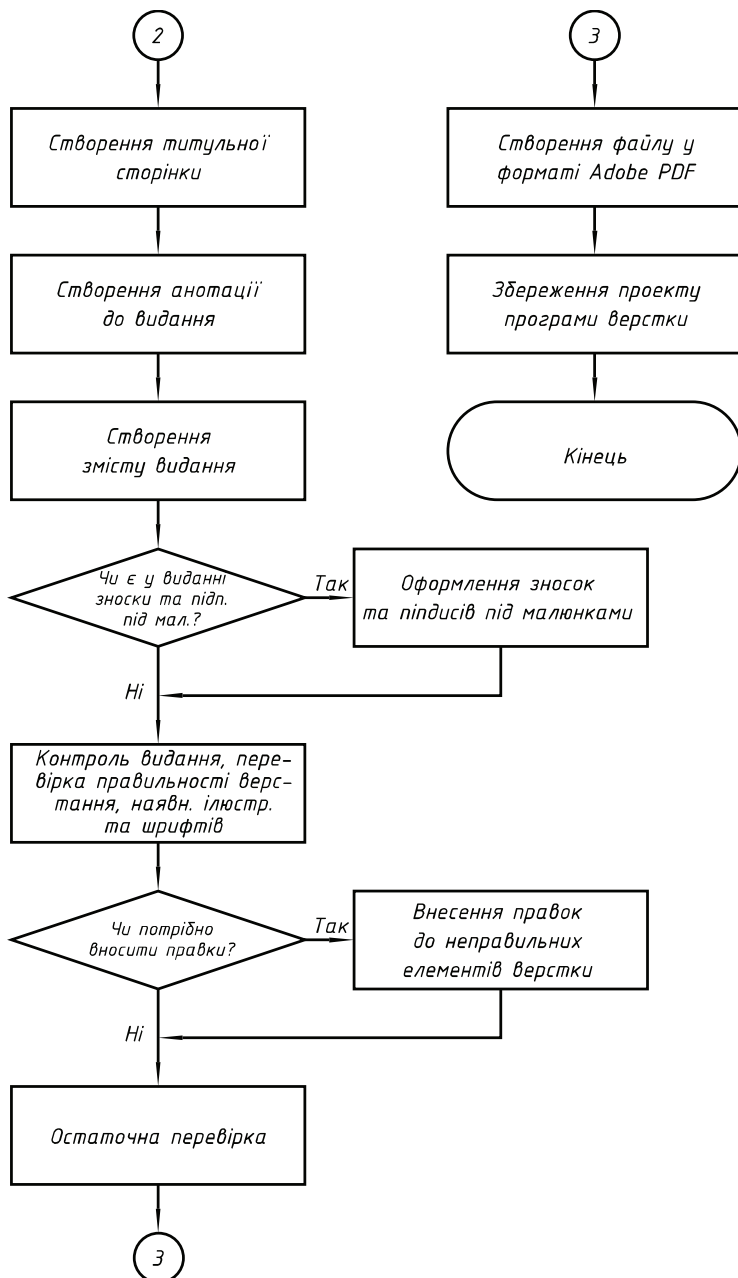 2
Створення титульної
сторінки
Створення анотації
до видання
Створення
змісту видання
Чи є у виданні
зноски та підп.
під мал.?
Так
Оформлення зносок
та піпдисів під малюнками
Ні
Контроль видання, пере-
вірка правильності верс-
тання, наявн. ілюстр.
та шрифтів
Чи потрібно
вносити правки?
Так
Внесення правок
до неправильних
елементів верстки
Ні
Остаточна перевірка
3
3
Створення файлу у
форматі Adobe PDF
Збереження проекту
програми верстки
Кінець